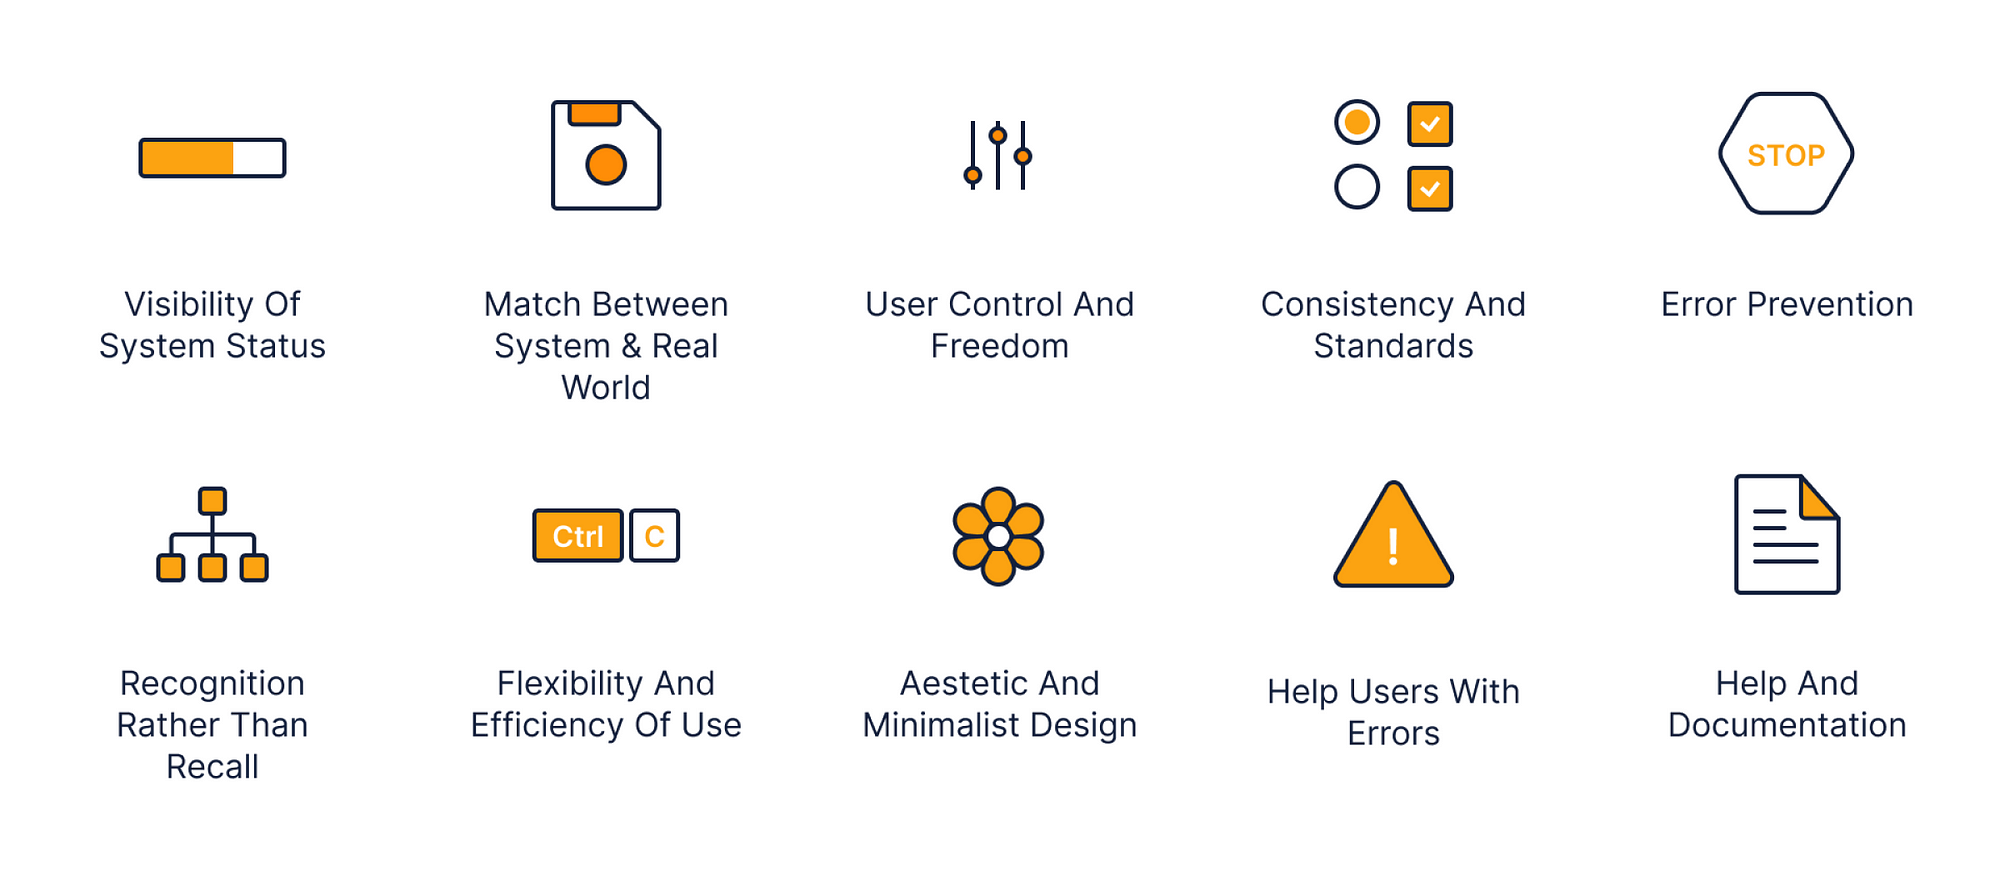 STOP
Visibility Of
System Status
Match Between
System & Real
World
User Control And
Freedom
Consistency And
Standards
Error Prevention
Ctrl C
!
Recognition
Rather Than
Recall
Flexibility And
Efficiency Of Use
Aestetic And
Minimalist Design
Help Users With
Errors
Help And
Documentation